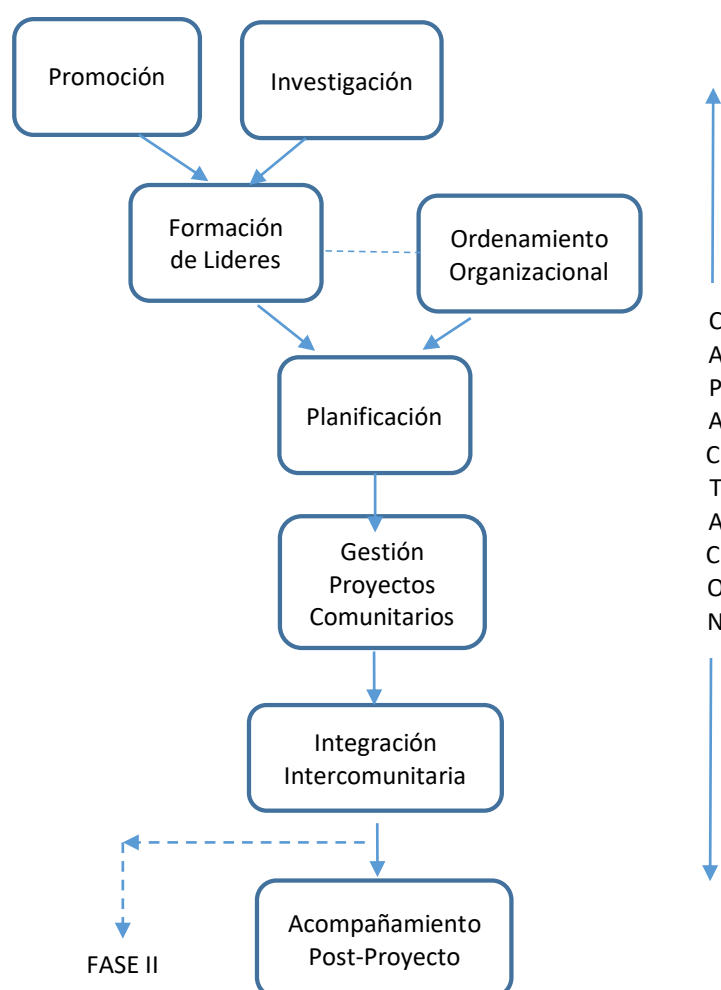 Promoción
Investigación
Formación
de Lideres
Ordenamiento
Organizacional
Planificación
Gestión
Proyectos
Comunitarios
Integración
Intercomunitaria
Acompañamiento
Post-Proyecto
FASE II
C
A
P
A
C
T
A
C
O
N